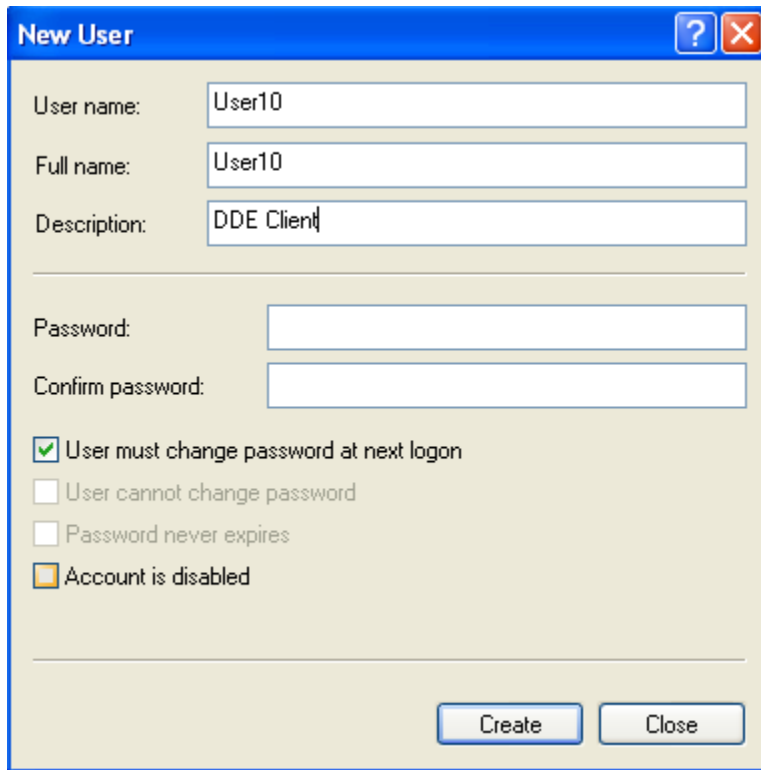 New User
User name: User10
Full name: User10
Description: DDE Client
Password:
Confirm password:
User must change password at next logon
User cannot change password
Password never expires
Account is disabled
Create Close